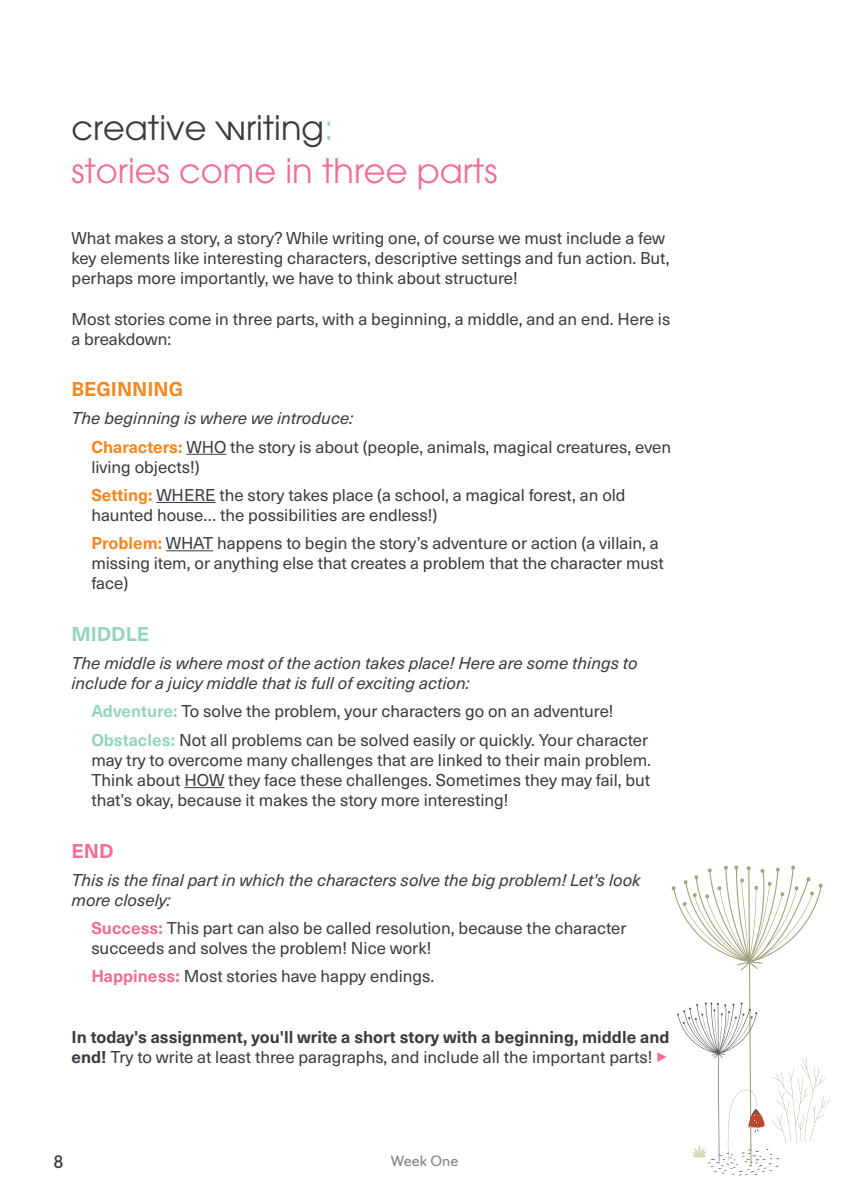 creative writing:
stories come in three parts
What makes a story, a story? While writing one, of course we must include a few
key elements like interesting characters, descriptive settings and fun action. But,
perhaps more importantly, we have to think about structure!
Most stories come in three parts, with a beginning, a middle, and an end. Here is
a breakdown:
BEGINNING
The beginning is where we introduce:
Characters: WHO the story is about (people, animals, magical creatures, even
living objects!)
Setting: WHERE the story takes place (a school, a magical forest, an old
haunted house... the possibilities are endless!)
Problem: WHAT happens to begin the story’s adventure or action (a villain, a
missing item, or anything else that creates a problem that the character must
face)
MIDDLE
The middle is where most of the action takes place! Here are some things to
include for a juicy middle that is full of exciting action:
Adventure: To solve the problem, your characters go on an adventure!
Obstacles: Not all problems can be solved easily or quickly. Your character
may try to overcome many challenges that are linked to their main problem.
Think about HOW they face these challenges. Sometimes they may fail, but
that’s okay, because it makes the story more interesting!
END
This is the final part in which the characters solve the big problem! Let's look
more closely:
Success: This part can also be called resolution, because the character
succeeds and solves the problem! Nice work!
Happiness: Most stories have happy endings.
In today's assignment, you'll write a short story with a beginning, middle and
end! Try to write at least three paragraphs, and include all the important parts! ▶
8
Week One